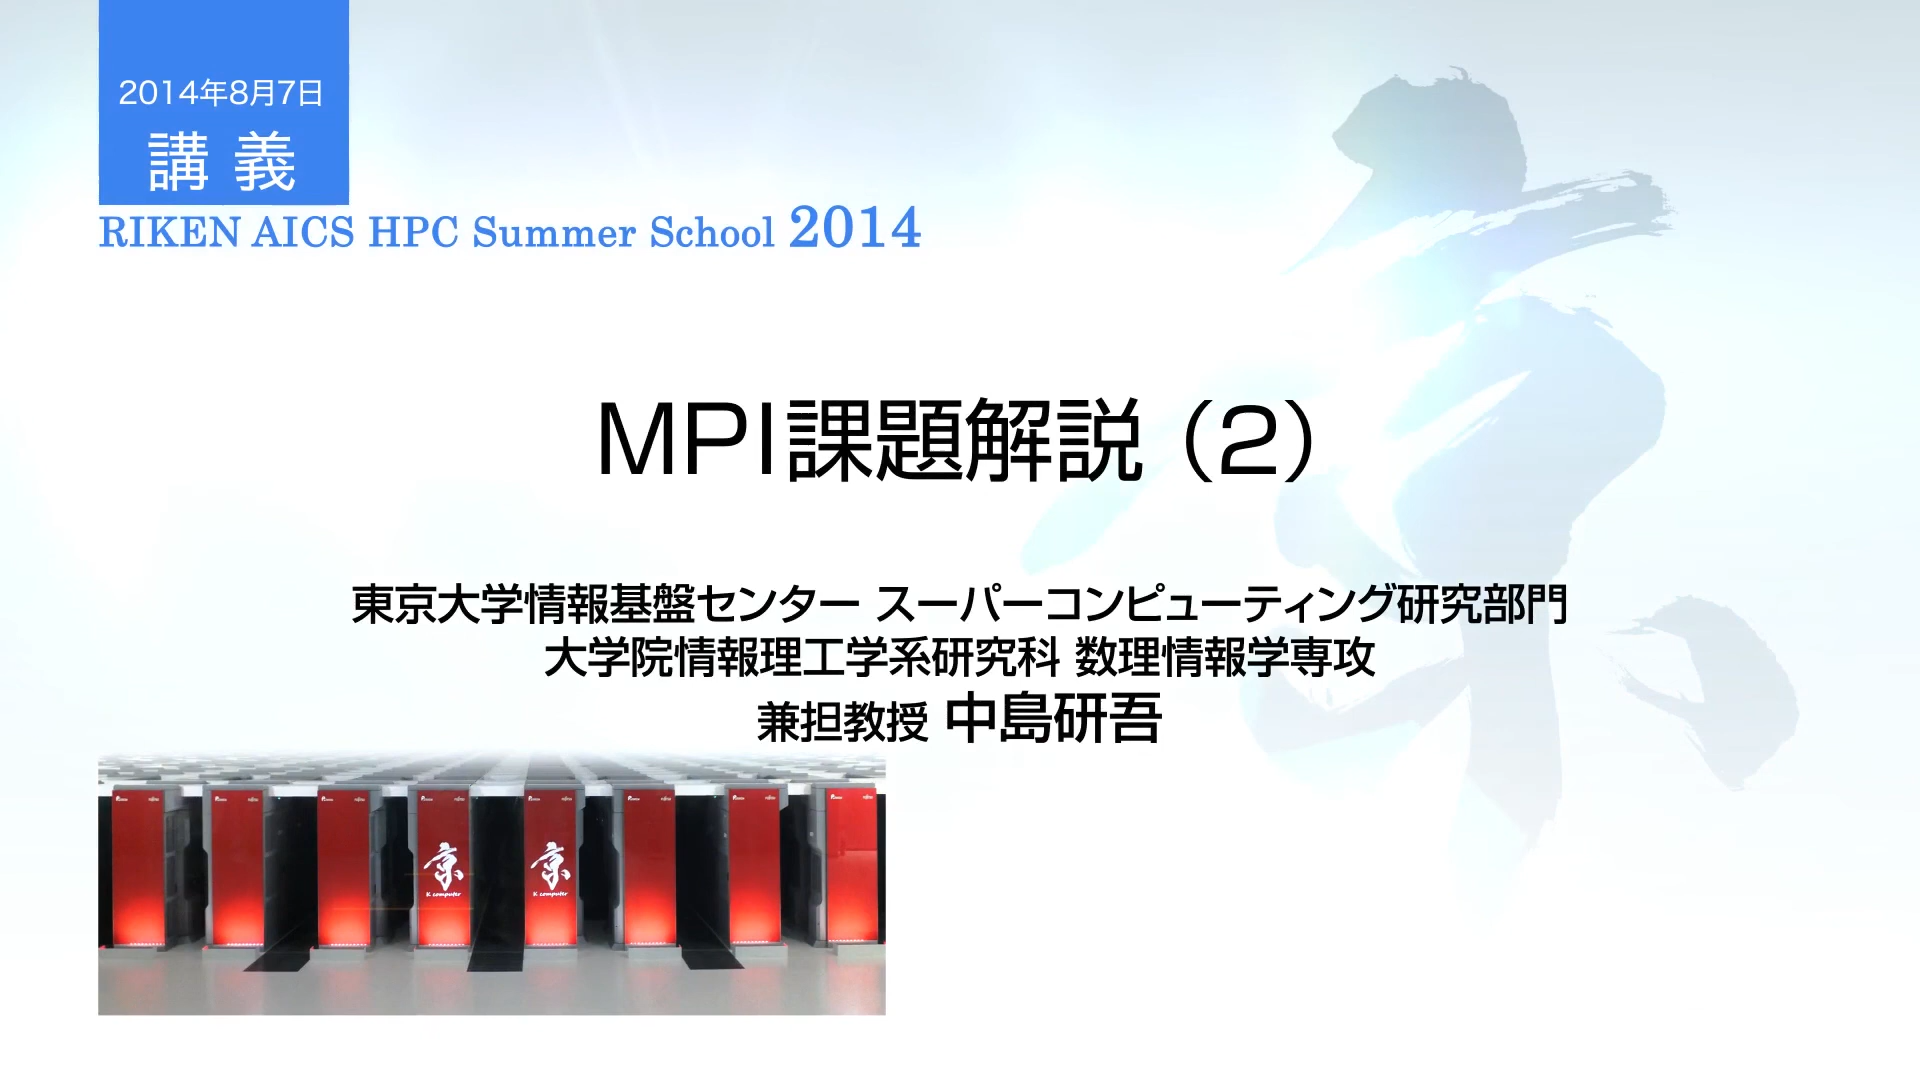 2014年8月7日
講 義
RIKEN AICS HPC Summer School 2014
MPI課題解説（2）
東京大学情報基盤センター スーパーコンピューティング研究部門
大学院情報理工学系研究科 数理情報学専攻
兼担教授 中島研吾
京
京
K computer
K computer